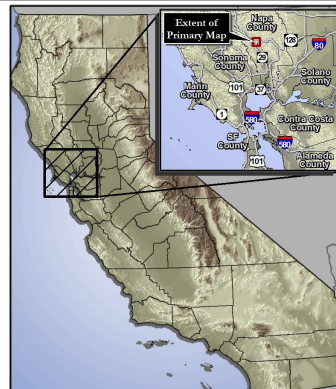 Extent of
Primary Map
Napa
County
128
80
Sonoma
County
29
Solano
County
Marin
County
101
37
1
580
Contra Costa
County
SF
County
580
101
Alameda
County